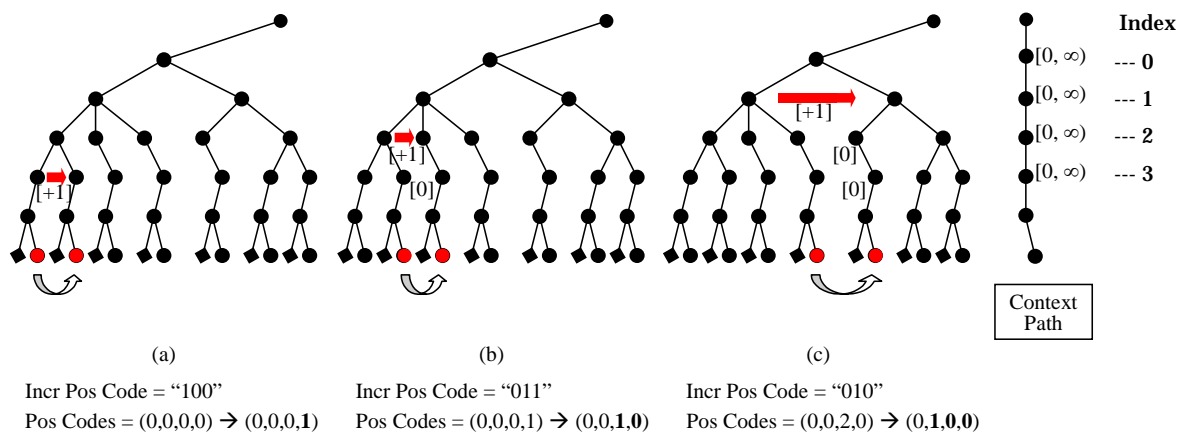 Index
[0, ∞) --- 0
[0, ∞) --- 1
[+1]
[0, ∞) --- 2
[+1]
[0]
[0, ∞) --- 3
[+1]
[0]
[0]
Context
Path
(a)
(b)
(c)
Incr Pos Code = “100”
Pos Codes = (0,0,0,0) → (0,0,0,1)
Incr Pos Code = “011”
Pos Codes = (0,0,0,1) → (0,0,1,0)
Incr Pos Code = “010”
Pos Codes = (0,0,2,0) → (0,1,0,0)